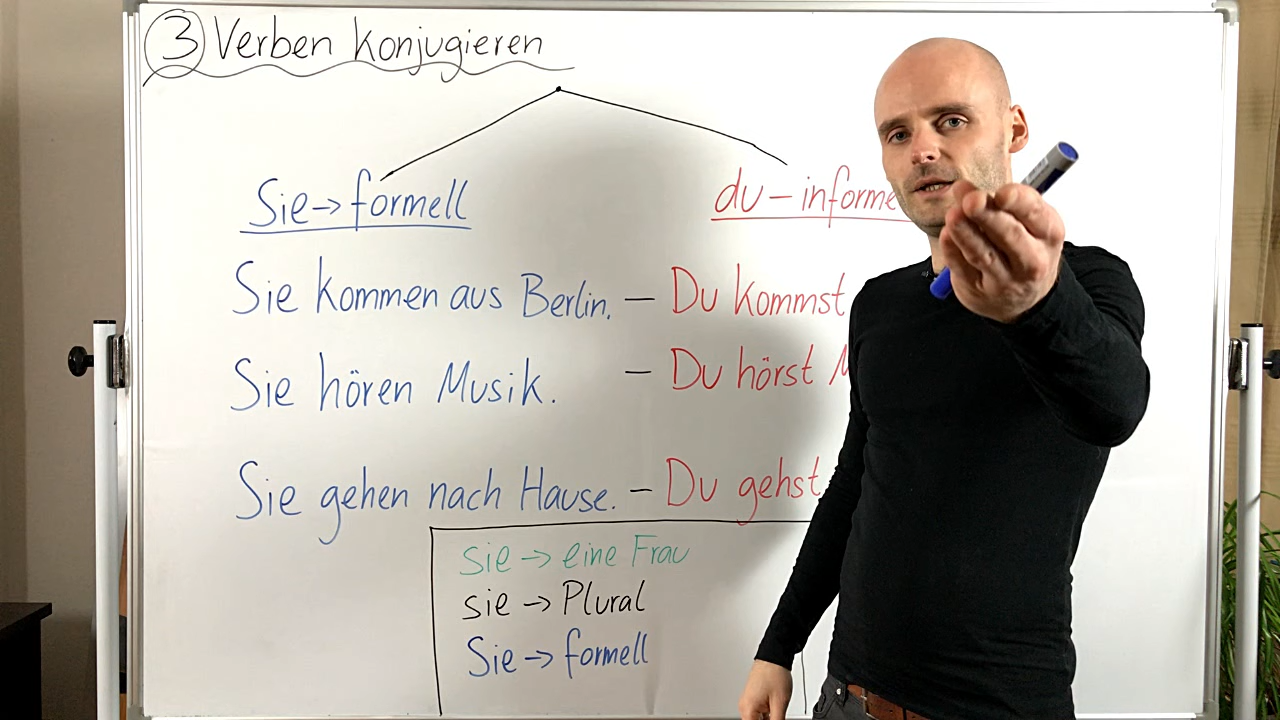 3 Verben konjugieren
Sie → formell
du – informe
Sie kommen aus Berlin. – Du kommst
Sie hören Musik. – Du hörst M
Sie gehen nach Hause. – Du gehst
sie → eine Frau
sie → Plural
Sie → formell